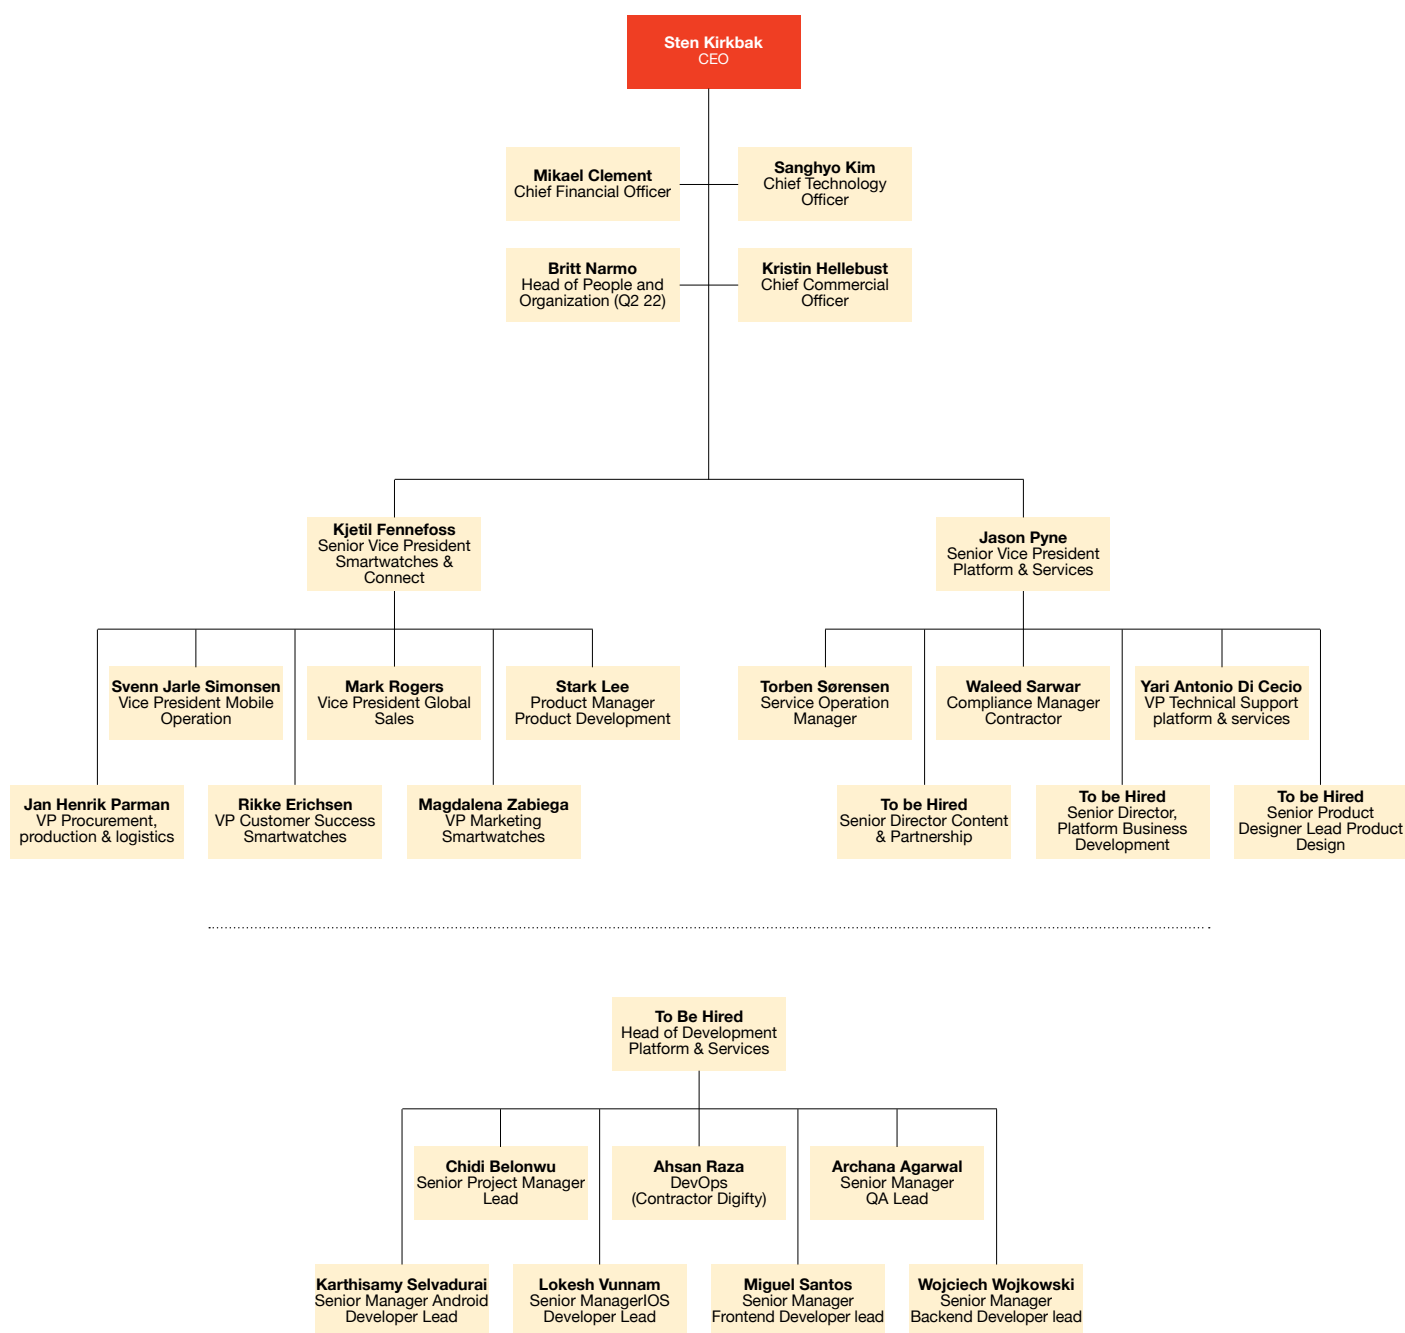 Sten Kirkbak
CEO
Mikael Clement
Chief Financial Officer
Sanghyo Kim
Chief Technology
Officer
Britt Narmo
Head of People and
Organization (Q2 22)
Kristin Hellebust
Chief Commercial
Officer
Kjetil Fennefoss
Senior Vice President
Smartwatches &
Connect
Jason Pyne
Senior Vice President
Platform & Services
Svenn Jarle Simonsen
Vice President Mobile
Operation
Mark Rogers
Vice President Global
Sales
Stark Lee
Product Manager
Product Development
Torben Sørensen
Service Operation
Manager
Waleed Sarwar
Compliance Manager
Contractor
Yari Antonio Di Cecio
VP Technical Support
platform & services
Jan Henrik Parman
VP Procurement,
production & logistics
Rikke Erichsen
VP Customer Success
Smartwatches
Magdalena Zabiega
VP Marketing
Smartwatches
To be Hired
Senior Director Content
& Partnership
To be Hired
Senior Director,
Platform Business
Development
To be Hired
Senior Product
Designer Lead Product
Design
To Be Hired
Head of Development
Platform & Services
Chidi Belonwu
Senior Project Manager
Lead
Ahsan Raza
DevOps
(Contractor Digifty)
Archana Agarwal
Senior Manager
QA Lead
Karthisamy Selvadurai
Senior Manager Android
Developer Lead
Lokesh Vunnam
Senior ManagerIOS
Developer Lead
Miguel Santos
Senior Manager
Frontend Developer lead
Wojciech Wojkowski
Senior Manager
Backend Developer lead